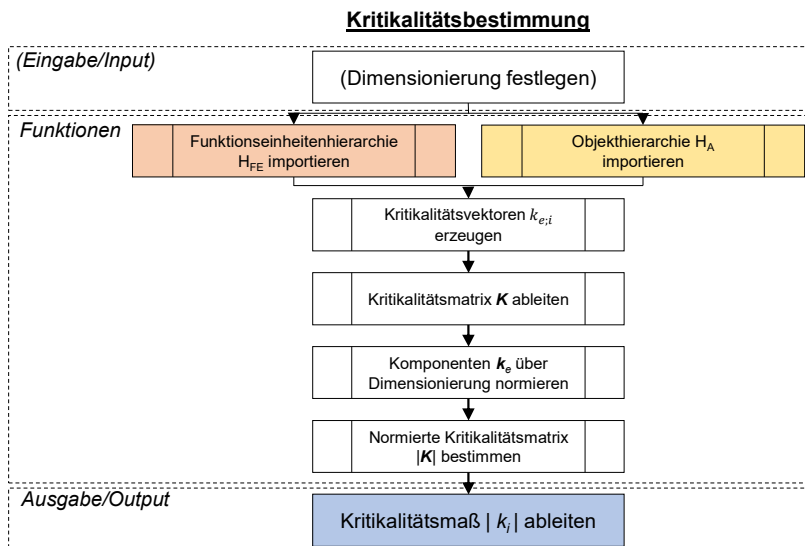 Kritikalitätsbestimmung
(Eingabe/Input)
(Dimensionierung festlegen)
Funktionen
Funktionseinheitenhierarchie
H_FE importieren
Objekthierarchie H_A
importieren
Kritikalitätsvektoren k_e;i
erzeugen
Kritikalitätsmatrix K ableiten
Komponenten k_e über
Dimensionierung normieren
Normierte Kritikalitätsmatrix
|K| bestimmen
Ausgabe/Output
Kritikalitätsmaß | k_i | ableiten